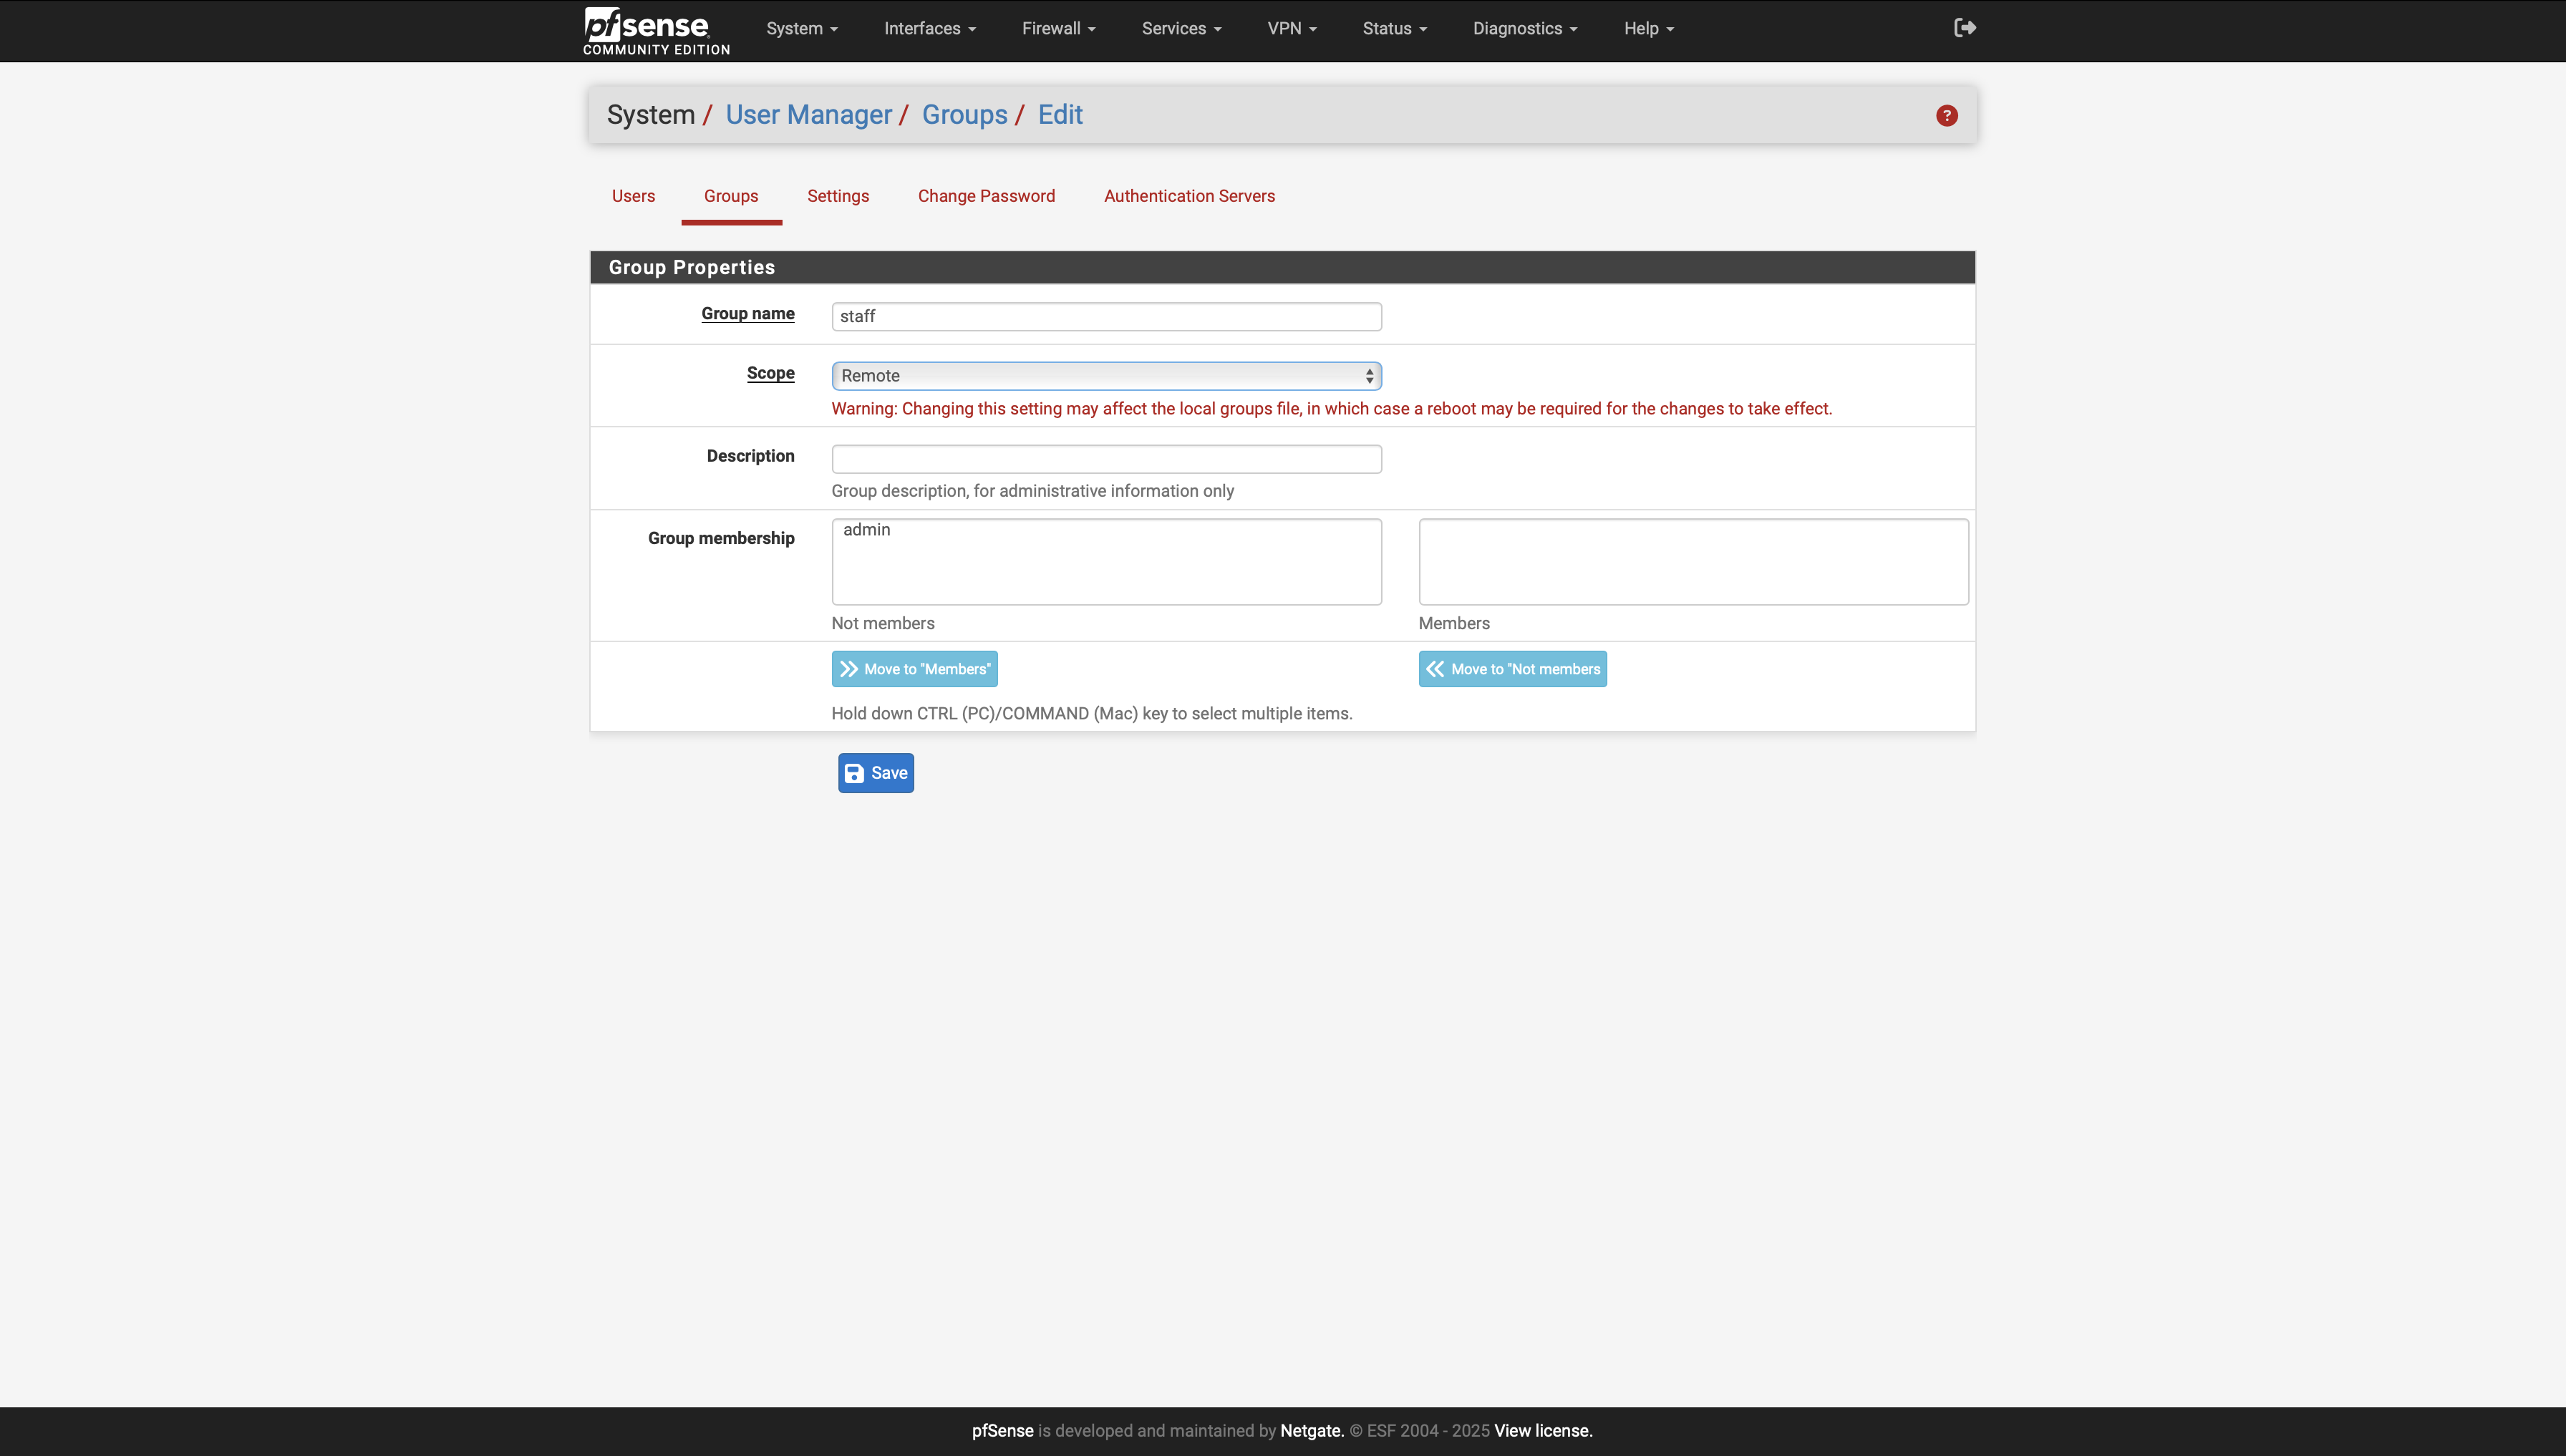 pfsense
COMMUNITY EDITION
System Interfaces Firewall Services VPN Status Diagnostics Help
System / User Manager / Groups / Edit
?
Users Groups Settings Change Password Authentication Servers
Group Properties
Group name staff
Scope Remote
Warning: Changing this setting may affect the local groups file, in which case a reboot may be required for the changes to take effect.
Description
Group description, for administrative information only
Group membership admin
Not members Members
Move to "Members" Move to "Not members
Hold down CTRL (PC)/COMMAND (Mac) key to select multiple items.
Save
pfSense is developed and maintained by Netgate. © ESF 2004 - 2025 View license.